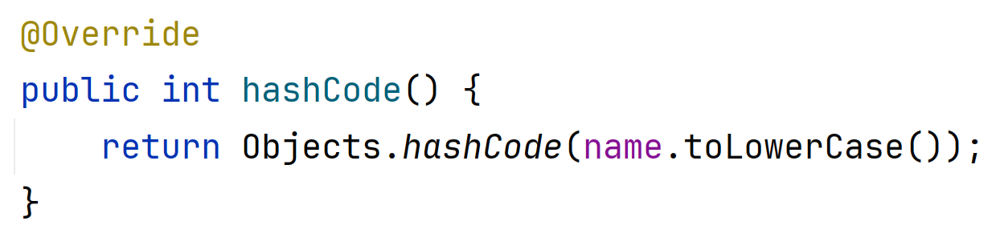 @Override
public int hashCode() {
    return Objects.hashCode(name.toLowerCase());
}